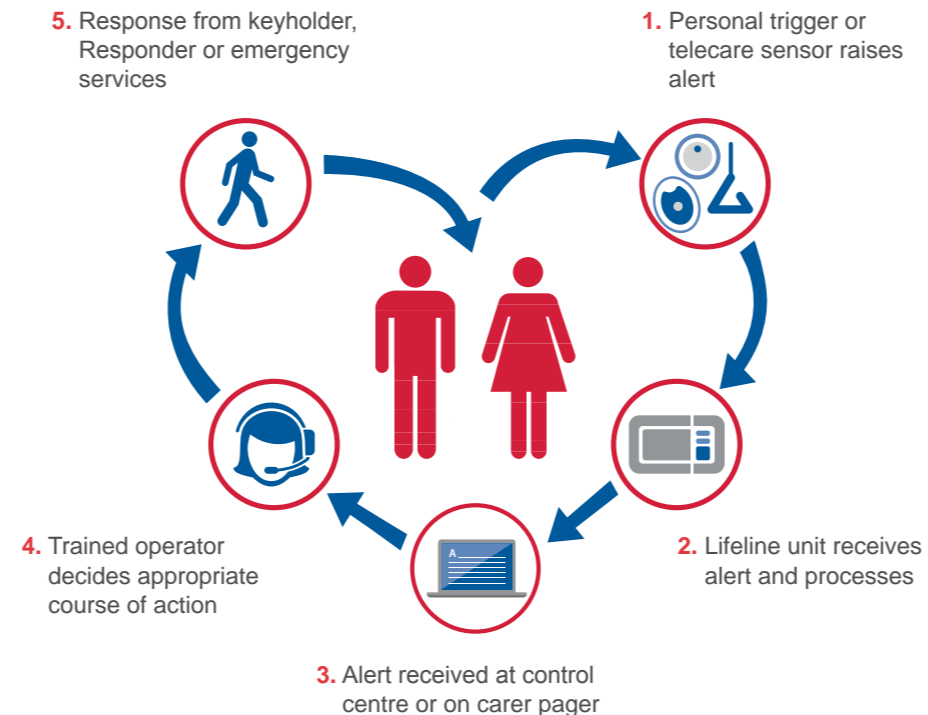 1. Personal trigger or
telecare sensor raises
alert
2. Lifeline unit receives
alert and processes
3. Alert received at control
centre or on carer pager
4. Trained operator
decides appropriate
course of action
5. Response from keyholder,
Responder or emergency
services
A